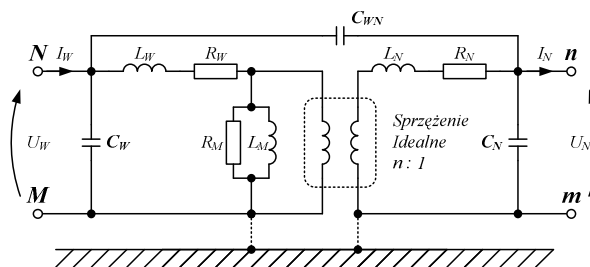 C_WN
N I_W L_W R_W L_N R_N I_N n
U_W C_W R_M L_M Sprzężenie
Idealne
n : 1 C_N U_N
M m